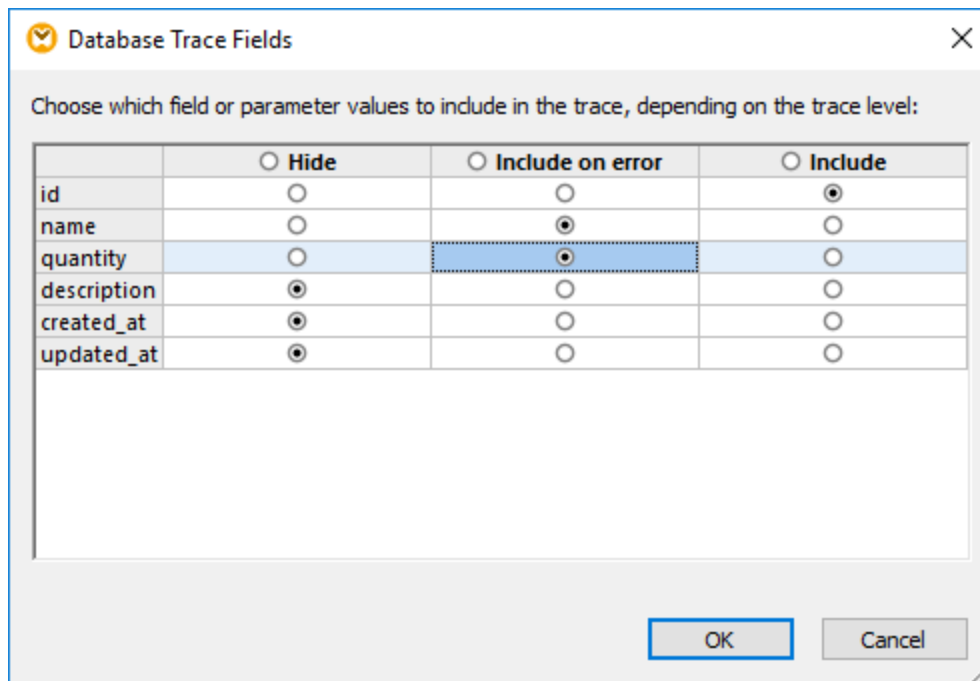 Database Trace Fields
Choose which field or parameter values to include in the trace, depending on the trace level:
Hide Include on error Include
id
name
quantity
description
created_at
updated_at
OK Cancel